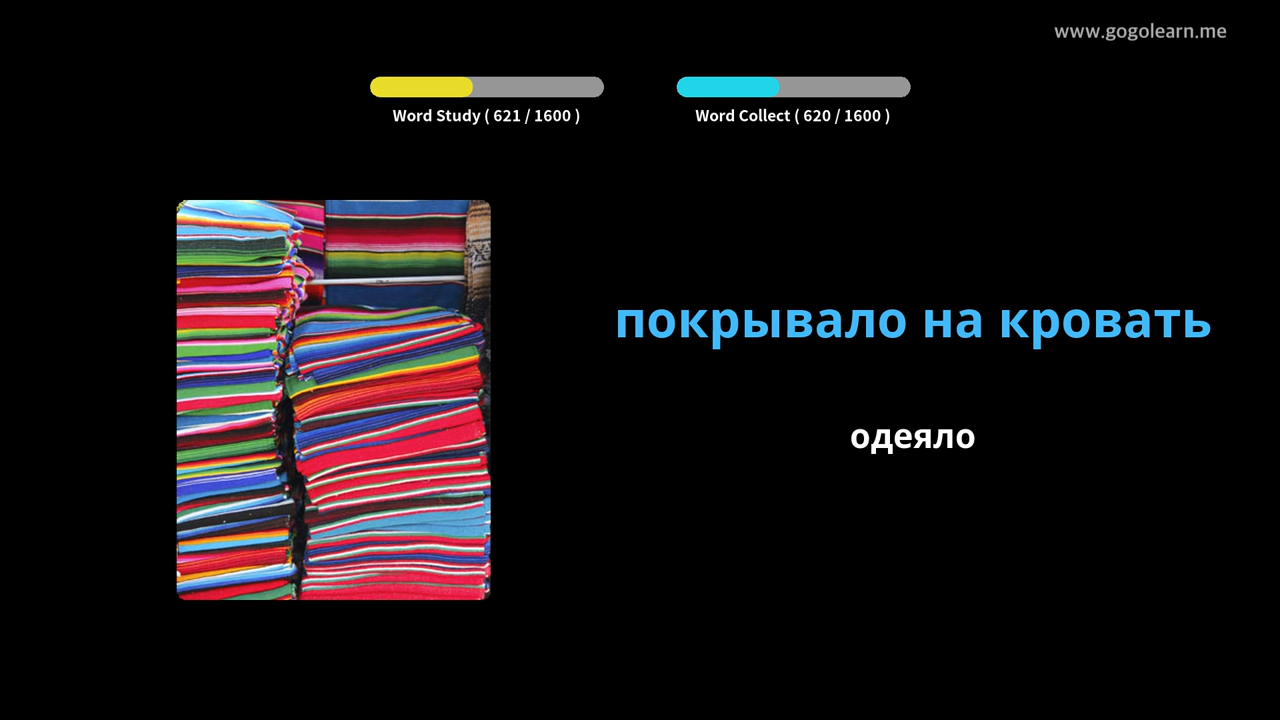 www.gogolearn.me
Word Study ( 621 / 1600 )
Word Collect ( 620 / 1600 )
покрывало на кровать
одеяло